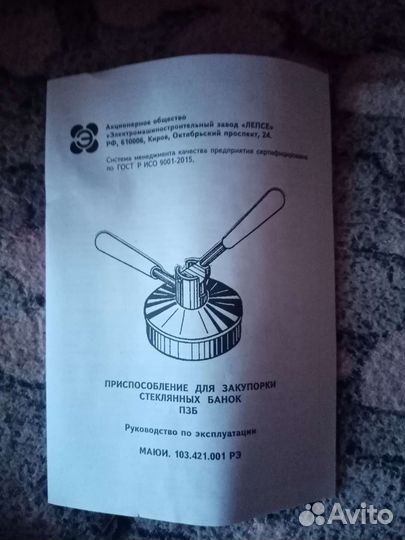 Акционерное общество
«Электромашиностроительный завод «ЛЕПСЕ»
РФ, 610006, Киров, Октябрьский проспект, 24.
Система менеджмента качества предприятия сертифицирована
по ГОСТ Р ИСО 9001-2015.
ПРИСПОСОБЛЕНИЕ ДЛЯ ЗАКУПОРКИ
СТЕКЛЯННЫХ БАНОК
ПЗБ
Руководство по эксплуатации
МАЮИ. 103.421.001 РЭ
Avito